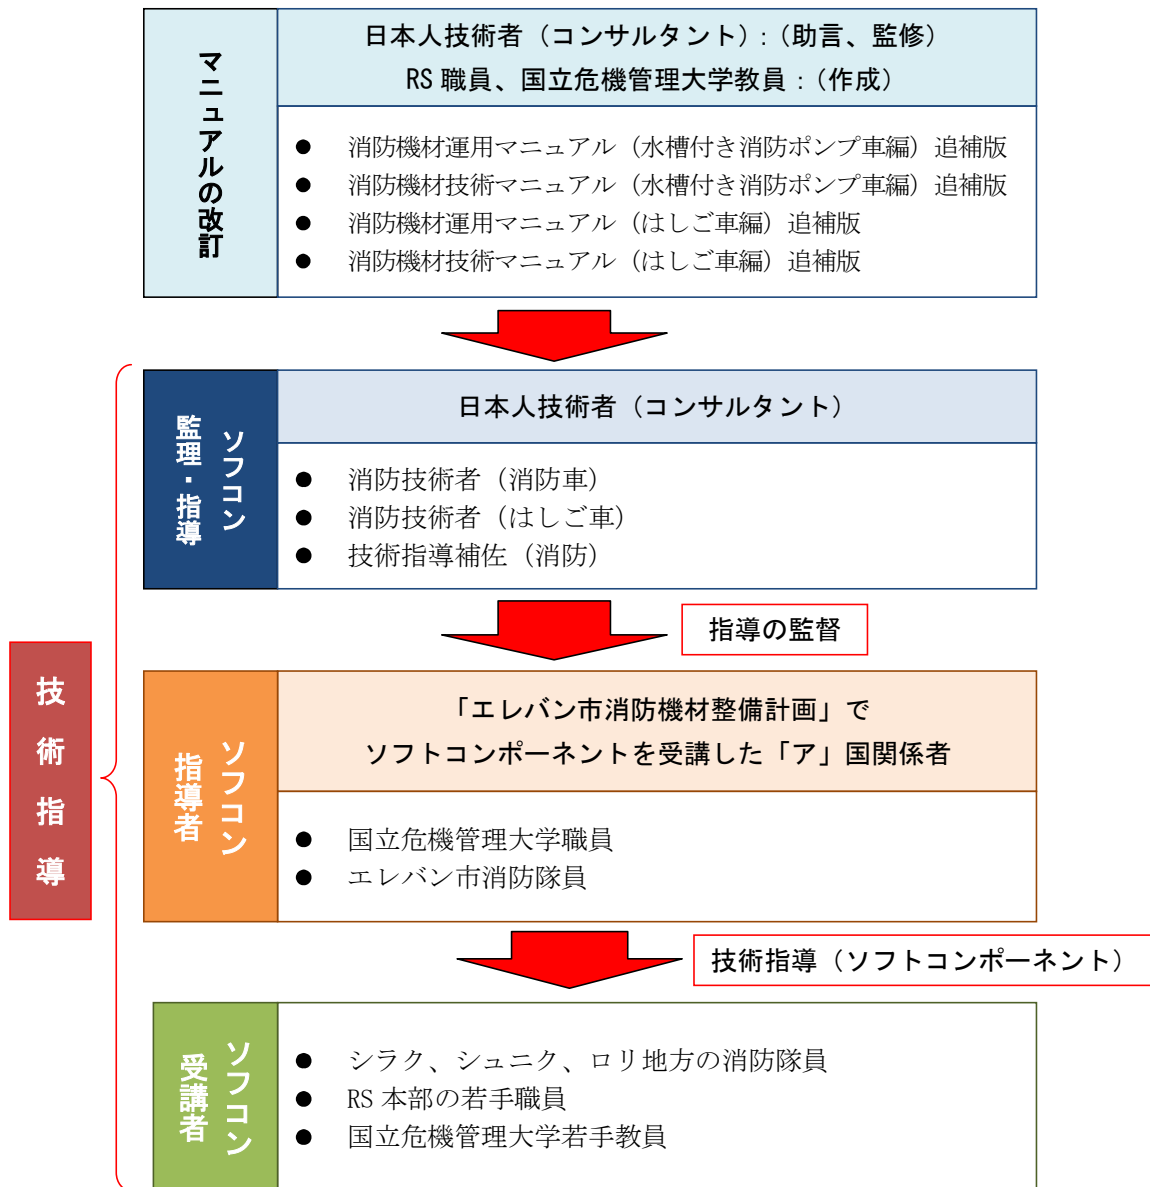 マニュアルの改訂
日本人技術者（コンサルタント）：（助言、監修）
RS 職員、国立危機管理大学教員：（作成）
● 消防機材運用マニュアル（水槽付き消防ポンプ車編）追補版
● 消防機材技術マニュアル（水槽付き消防ポンプ車編）追補版
● 消防機材運用マニュアル（はしご車編）追補版
● 消防機材技術マニュアル（はしご車編）追補版
技術指導
ソフコン
監理・指導
日本人技術者（コンサルタント）
● 消防技術者（消防車）
● 消防技術者（はしご車）
● 技術指導補佐（消防）
指導の監督
ソフコン
指導者
「エレバン市消防機材整備計画」で
ソフトコンポーネントを受講した「ア」国関係者
● 国立危機管理大学職員
● エレバン市消防隊員
技術指導（ソフトコンポーネント）
ソフコン
受講者
● シラク、シュニク、ロリ地方の消防隊員
● RS 本部の若手職員
● 国立危機管理大学若手教員